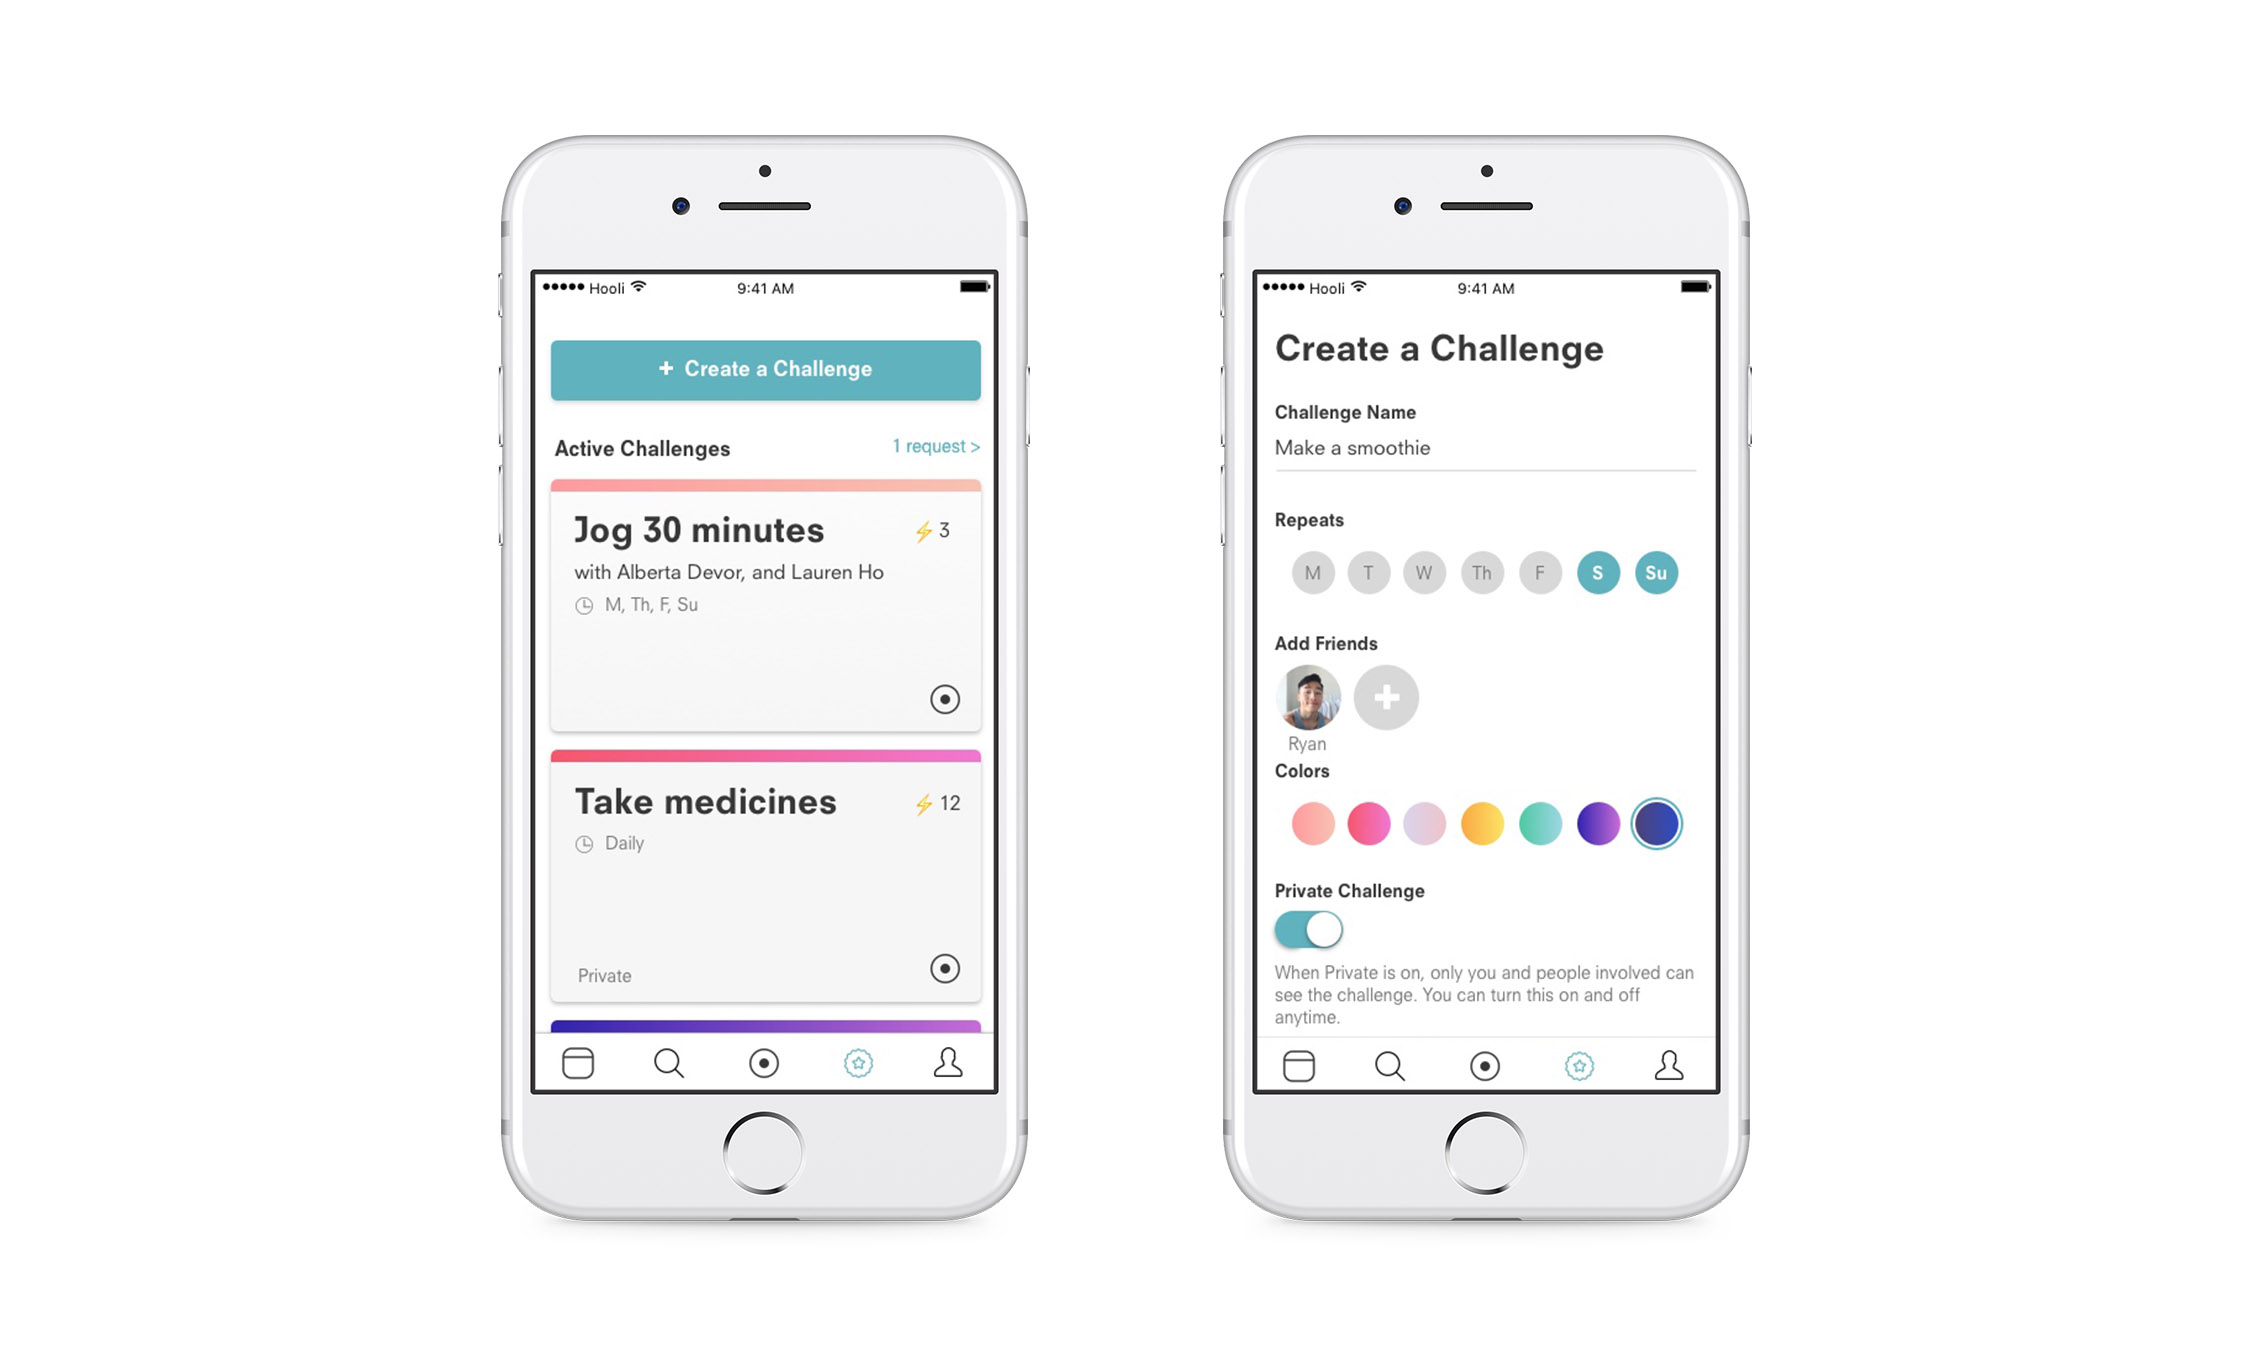 Hooli 9:41 AM
+ Create a Challenge
Active Challenges 1 request >
Jog 30 minutes 3
with Alberta Devor, and Lauren Ho
M, Th, F, Su
Take medicines 12
Daily
Private
Hooli 9:41 AM
Create a Challenge
Challenge Name
Make a smoothie
Repeats
M T W Th F S Su
Add Friends
Ryan
Colors
Private Challenge
When Private is on, only you and people involved can
see the challenge. You can turn this on and off
anytime.